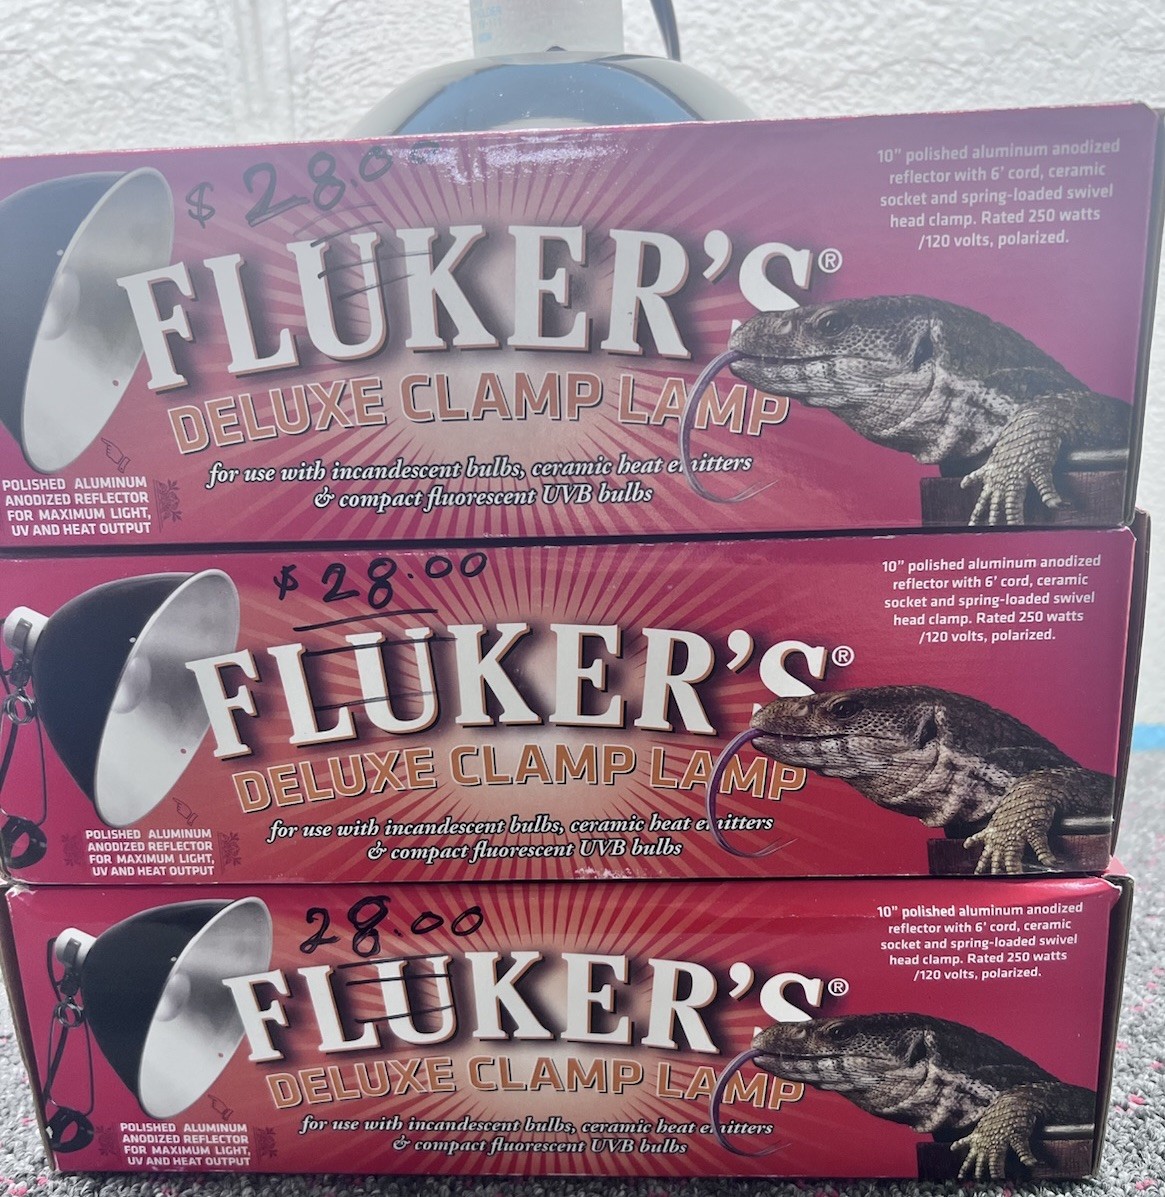 $ 28.00
FLUKER'S®
DELUXE CLAMP LAMP
for use with incandescent bulbs, ceramic heat emitters
& compact fluorescent UVB bulbs
POLISHED ALUMINUM
ANODIZED REFLECTOR
FOR MAXIMUM LIGHT,
UV AND HEAT OUTPUT
10" polished aluminum anodized
reflector with 6' cord, ceramic
socket and spring-loaded swivel
head clamp. Rated 250 watts
/120 volts, polarized.
$ 28.00
FLUKER'S®
DELUXE CLAMP LAMP
for use with incandescent bulbs, ceramic heat emitters
& compact fluorescent UVB bulbs
POLISHED ALUMINUM
ANODIZED REFLECTOR
FOR MAXIMUM LIGHT,
UV AND HEAT OUTPUT
10" polished aluminum anodized
reflector with 6' cord, ceramic
socket and spring-loaded swivel
head clamp. Rated 250 watts
/120 volts, polarized.
28.00
FLUKER'S®
DELUXE CLAMP LAMP
for use with incandescent bulbs, ceramic heat emitters
& compact fluorescent UVB bulbs
POLISHED ALUMINUM
ANODIZED REFLECTOR
FOR MAXIMUM LIGHT,
UV AND HEAT OUTPUT
10" polished aluminum anodized
reflector with 6' cord, ceramic
socket and spring-loaded swivel
head clamp. Rated 250 watts
/120 volts, polarized.